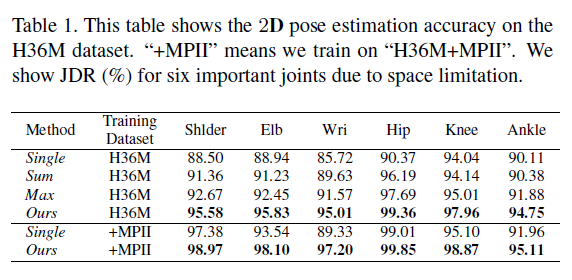 Table 1. This table shows the 2D pose estimation accuracy on the
H36M dataset. “+MPII” means we train on “H36M+MPII”. We
show JDR (%) for six important joints due to space limitation.
Method Training Dataset Shlder Elb Wri Hip Knee Ankle
Single H36M 88.50 88.94 85.72 90.37 94.04 90.11
Sum H36M 91.36 91.23 89.63 96.19 94.14 90.38
Max H36M 92.67 92.45 91.57 97.69 95.01 91.88
Ours H36M 95.58 95.83 95.01 99.36 97.96 94.75
Single +MPII 97.38 93.54 89.33 99.01 95.10 91.96
Ours +MPII 98.97 98.10 97.20 99.85 98.87 95.11